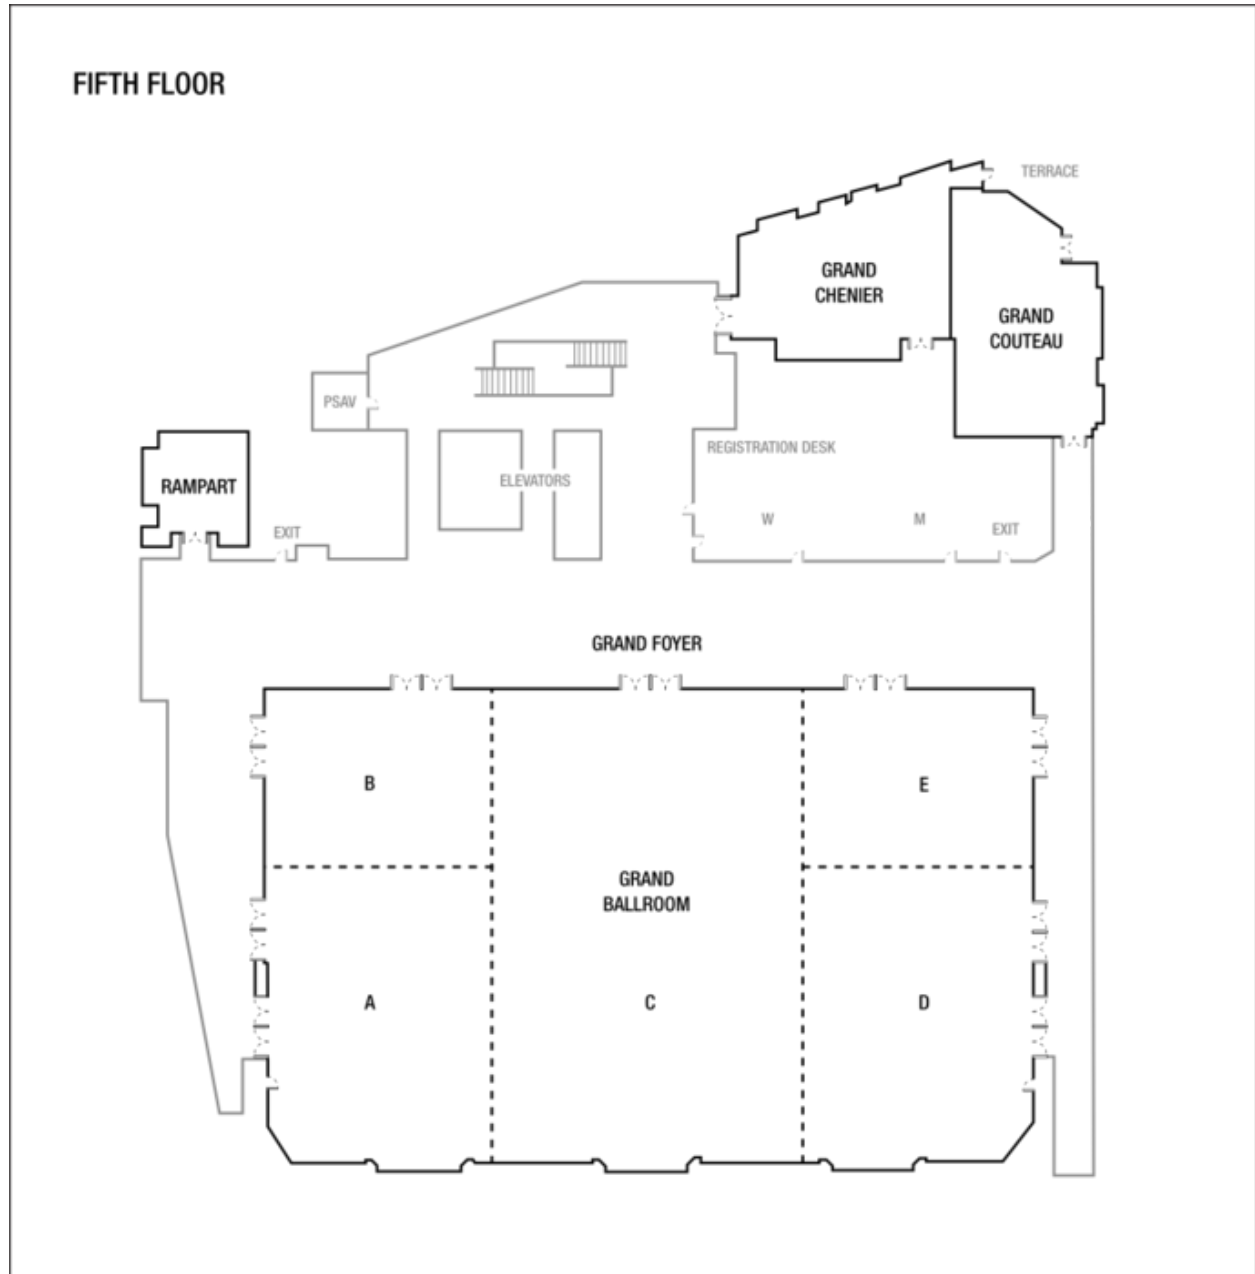 FIFTH FLOOR
TERRACE
GRAND
CHENIER
GRAND
COUTEAU
PSAV
REGISTRATION DESK
ELEVATORS
RAMPART
EXIT
W
M
EXIT
GRAND FOYER
B
E
GRAND
BALLROOM
A
C
D